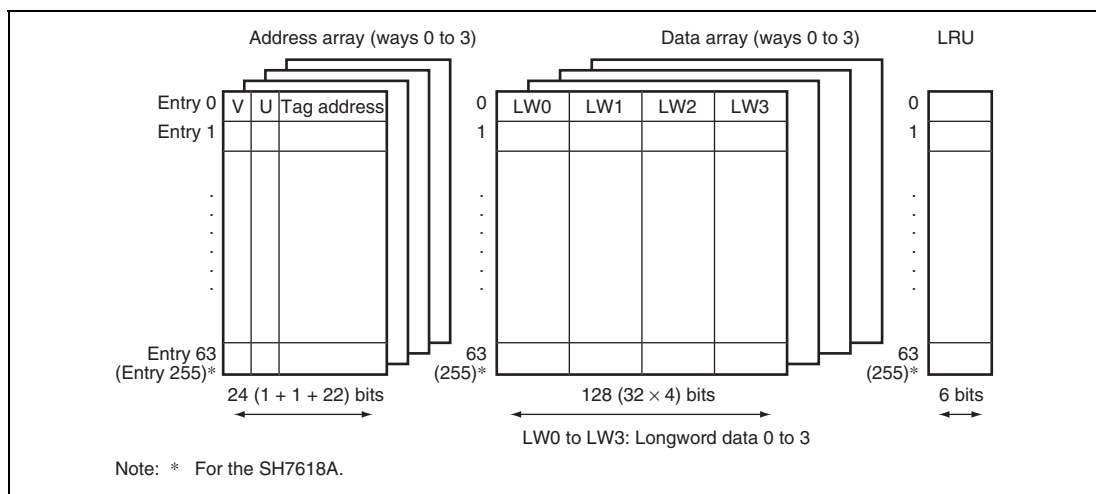 Address array (ways 0 to 3) Data array (ways 0 to 3) LRU
Entry 0 V U Tag address 0 LW0 LW1 LW2 LW3 0
Entry 1 1 1
Entry 63 63 63
(Entry 255)* (255)* (255)*
24 (1 + 1 + 22) bits 128 (32 × 4) bits 6 bits
LW0 to LW3: Longword data 0 to 3
Note: * For the SH7618A.